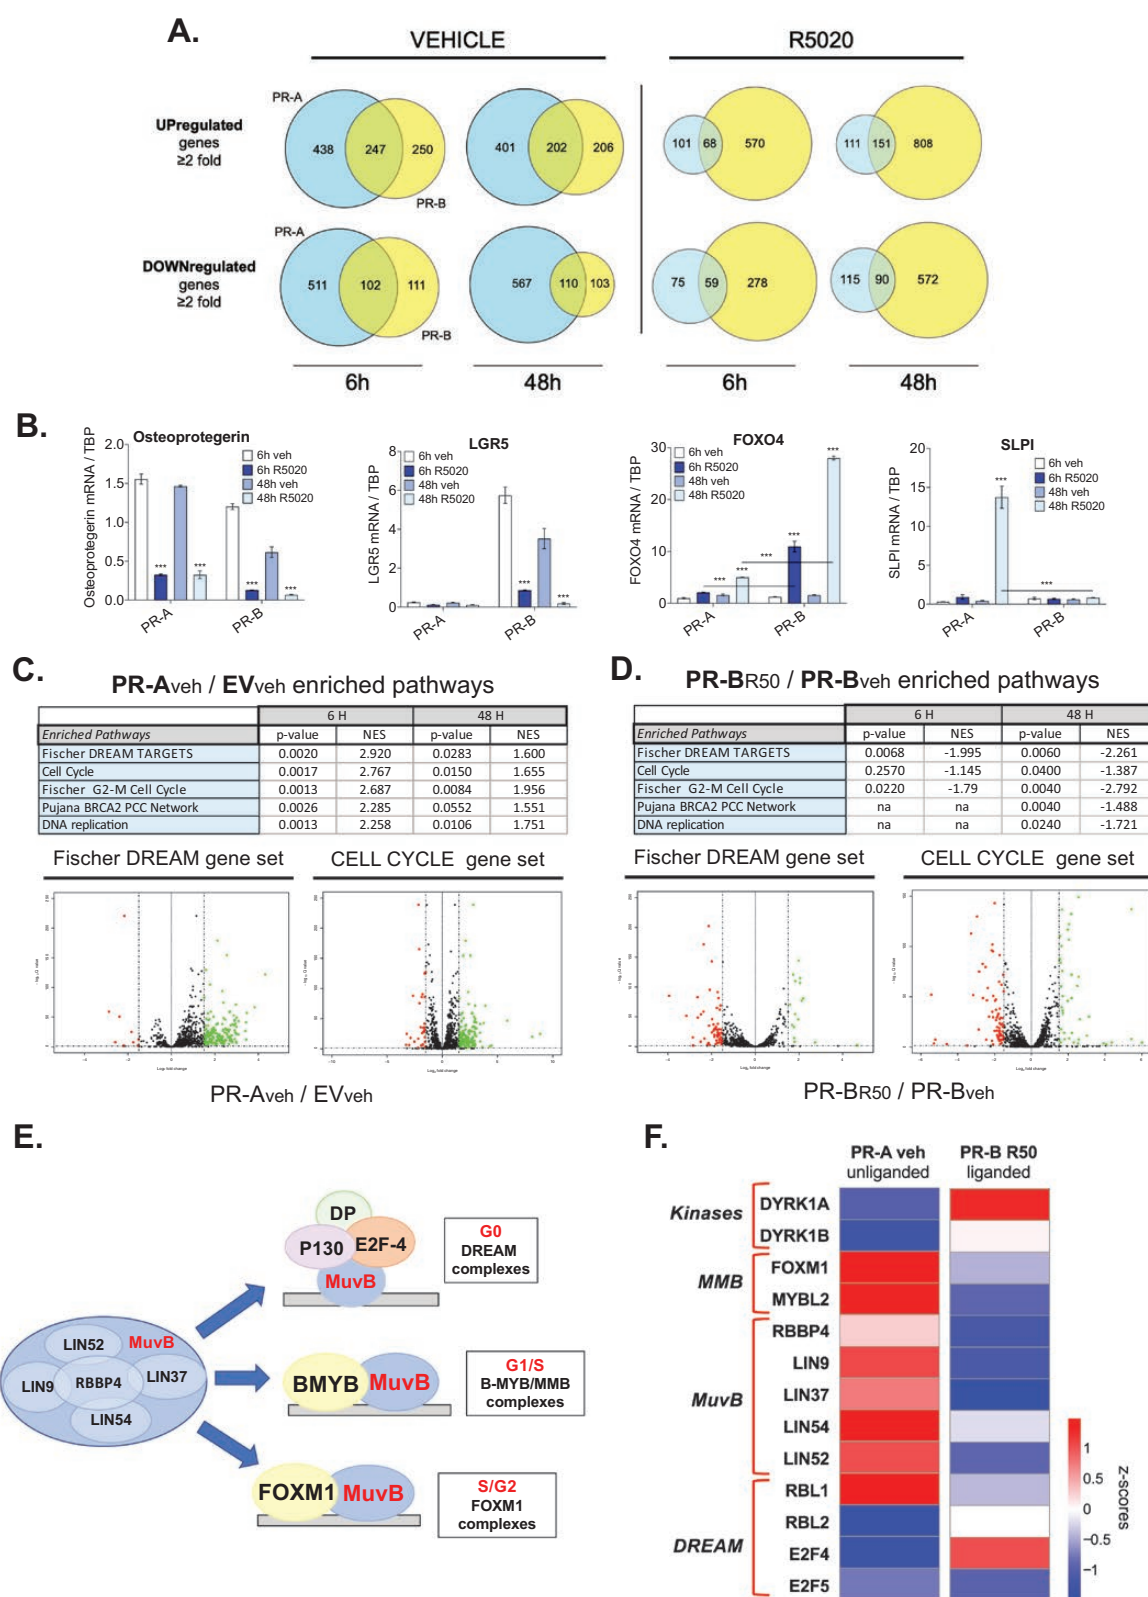 A.
VEHICLE
R5020
PR-A
UPregulated
genes
≥2 fold
438 247 250
401 202 206
101 68 570
111 151 808
PR-B
PR-A
DOWNregulated
genes
≥2 fold
511 102 111
567 110 103
75 59 278
115 90 572
PR-B
6h
48h
6h
48h
B.
Osteoprotegerin
Osteoprotegerin mRNA / TBP
2.0
1.5
1.0
0.5
0.0
6h veh
6h R5020
48h veh
48h R5020
*** *** *** ***
PR-A PR-B
LGR5
LGR5 mRNA / TBP
8
6
4
2
0
6h veh
6h R5020
48h veh
48h R5020
*** ***
PR-A PR-B
FOXO4
FOXO4 mRNA / TBP
30
20
10
0
6h veh
6h R5020
48h veh
48h R5020
*** *** *** *** ***
PR-A PR-B
SLPI
SLPI mRNA / TBP
20
15
10
5
0
6h veh
6h R5020
48h veh
48h R5020
*** ***
PR-A PR-B
C.
PR-Aveh / EVveh enriched pathways
6 H 48 H
Enriched Pathways p-value NES p-value NES
Fischer DREAM TARGETS 0.0020 2.920 0.0283 1.600
Cell Cycle 0.0017 2.767 0.0150 1.655
Fischer G2-M Cell Cycle 0.0013 2.687 0.0084 1.956
Pujana BRCA2 PCC Network 0.0026 2.285 0.0552 1.551
DNA replication 0.0013 2.258 0.0106 1.751
Fischer DREAM gene set
CELL CYCLE gene set
Log₂ fold change
Log₂ fold change
PR-Aveh / EVveh
D.
PR-BR50 / PR-Bveh enriched pathways
6 H 48 H
Enriched Pathways p-value NES p-value NES
Fischer DREAM TARGETS 0.0068 -1.995 0.0060 -2.261
Cell Cycle 0.2570 -1.145 0.0400 -1.387
Fischer G2-M Cell Cycle 0.0220 -1.79 0.0040 -2.792
Pujana BRCA2 PCC Network na na 0.0040 -1.488
DNA replication na na 0.0240 -1.721
Fischer DREAM gene set
CELL CYCLE gene set
Log₂ fold change
Log₂ fold change
PR-BR50 / PR-Bveh
E.
LIN52
MuvB
LIN9
RBBP4
LIN37
LIN54
DP
P130
E2F-4
MuvB
G0
DREAM
complexes
BMYB
MuvB
G1/S
B-MYB/MMB
complexes
FOXM1
MuvB
S/G2
FOXM1
complexes
F.
PR-A veh
unliganded
PR-B R50
liganded
Kinases
DYRK1A
DYRK1B
MMB
FOXM1
MYBL2
MuvB
RBBP4
LIN9
LIN37
LIN54
LIN52
DREAM
RBL1
RBL2
E2F4
E2F5
1
0.5
0
−0.5
−1
z-scores